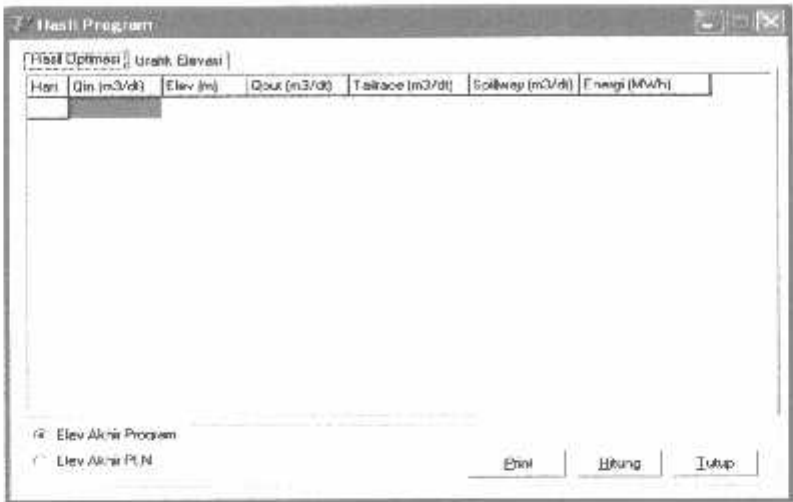 Hasil Program
Hasil Optimasi Grafik Elevasi
Hari Qin (m3/dt) Elev (m) Qout (m3/dt) Tailrace (m3/dt) Spillway (m3/dt) Energi (MWh)
Elev Akhir Program
Elev Akhir PLN
Print Hitung Tutup